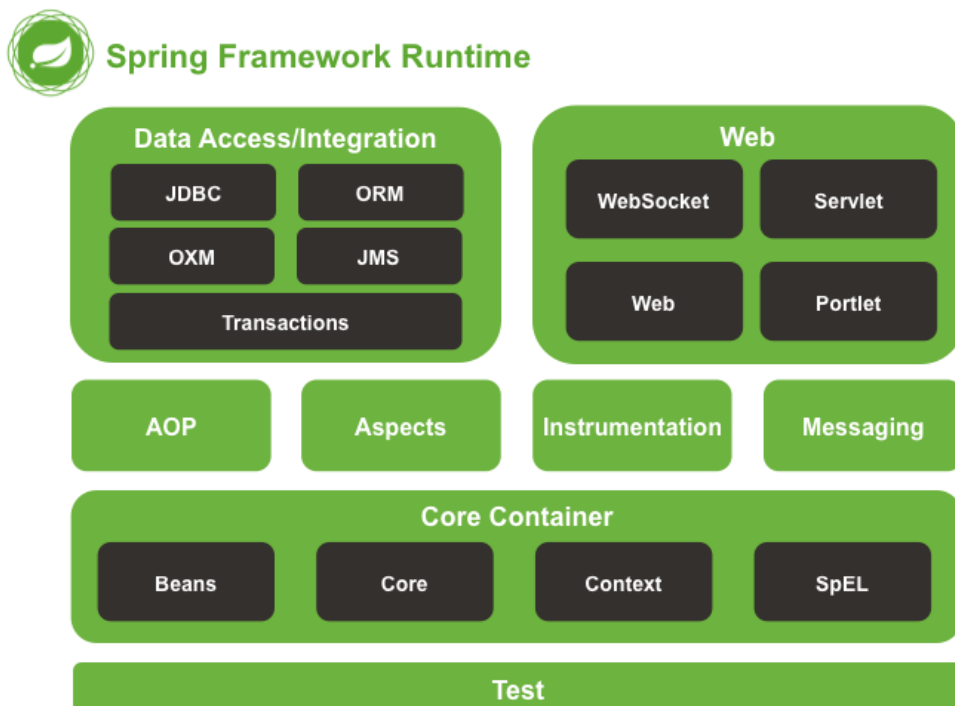 Spring Framework Runtime
Data Access/Integration
JDBC
ORM
OXM
JMS
Transactions
Web
WebSocket
Servlet
Web
Portlet
AOP
Aspects
Instrumentation
Messaging
Core Container
Beans
Core
Context
SpEL
Test